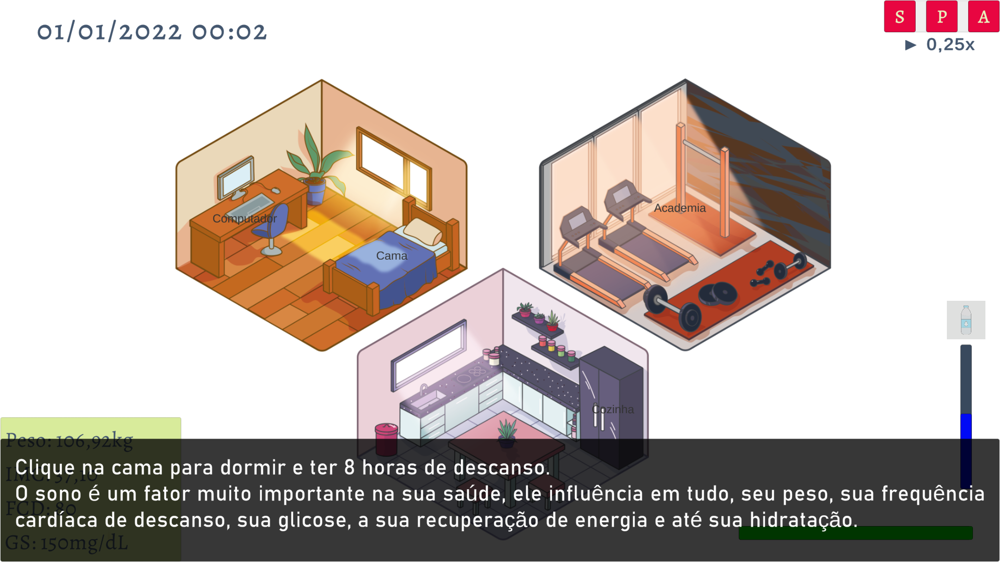 01/01/2022 00:02
S P A
► 0,25x
Computador
Cama
Academia
Cozinha
Peso: 106,92kg
IMC: 37,10
FCD: 80
GS: 150mg/dL
Clique na cama para dormir e ter 8 horas de descanso.
O sono é um fator muito importante na sua saúde, ele influência em tudo, seu peso, sua frequência
cardíaca de descanso, sua glicose, a sua recuperação de energia e até sua hidratação.